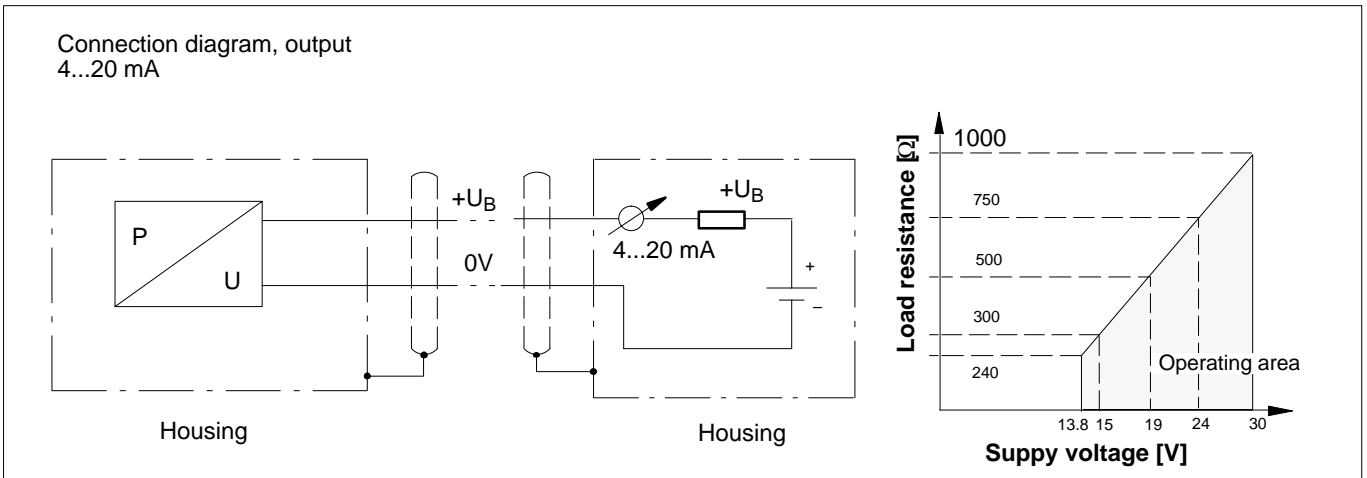 Connection diagram, output
4...20 mA
P
U
+UB
0V
+UB
4...20 mA
+
–
Housing
Housing
Load resistance [Ω]
1000
750
500
300
240
Operating area
13.8 15 19 24 30
Suppy voltage [V]